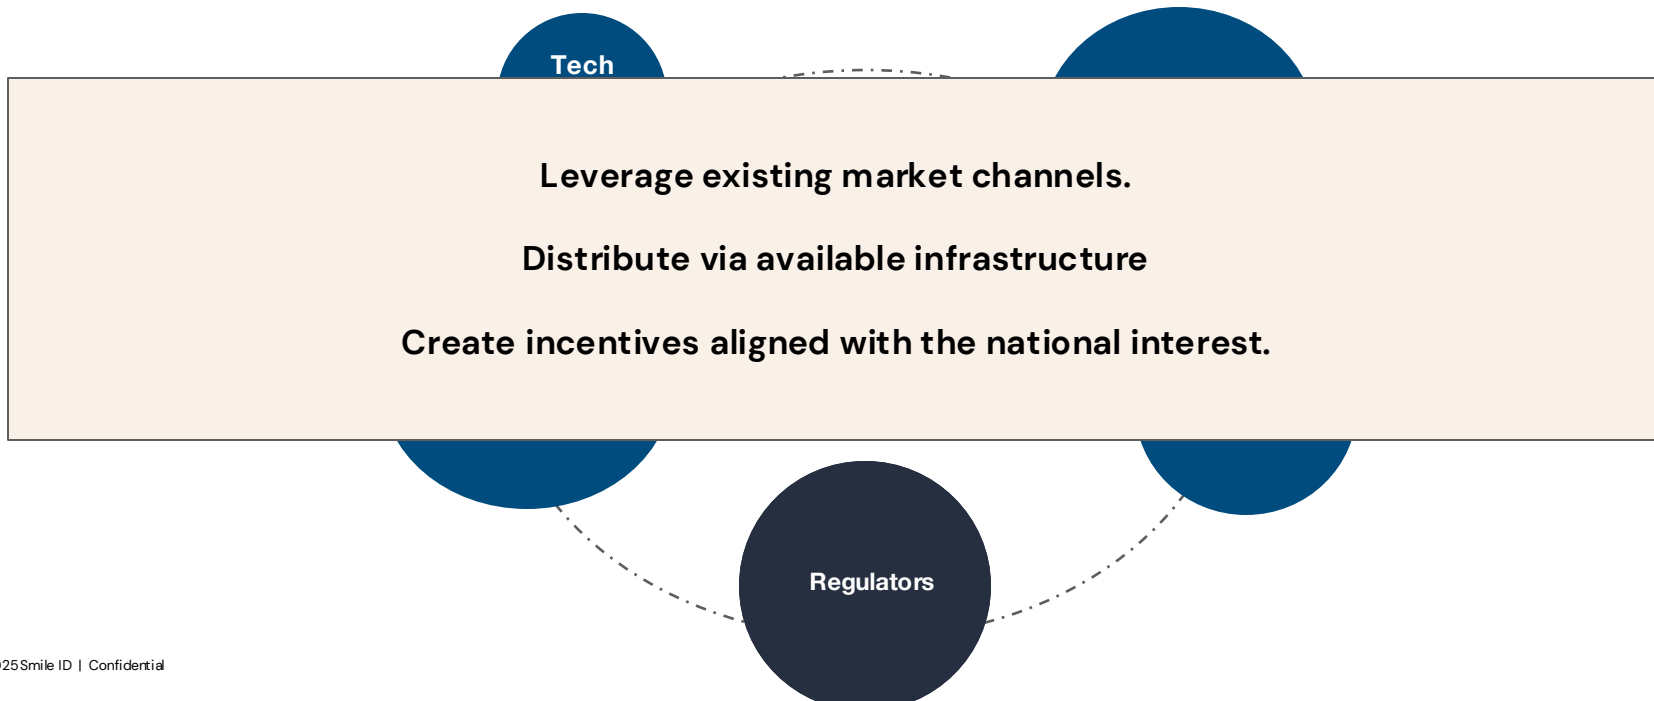 Tech
Leverage existing market channels.
Distribute via available infrastructure
Create incentives aligned with the national interest.
Regulators
025 Smile ID | Confidential